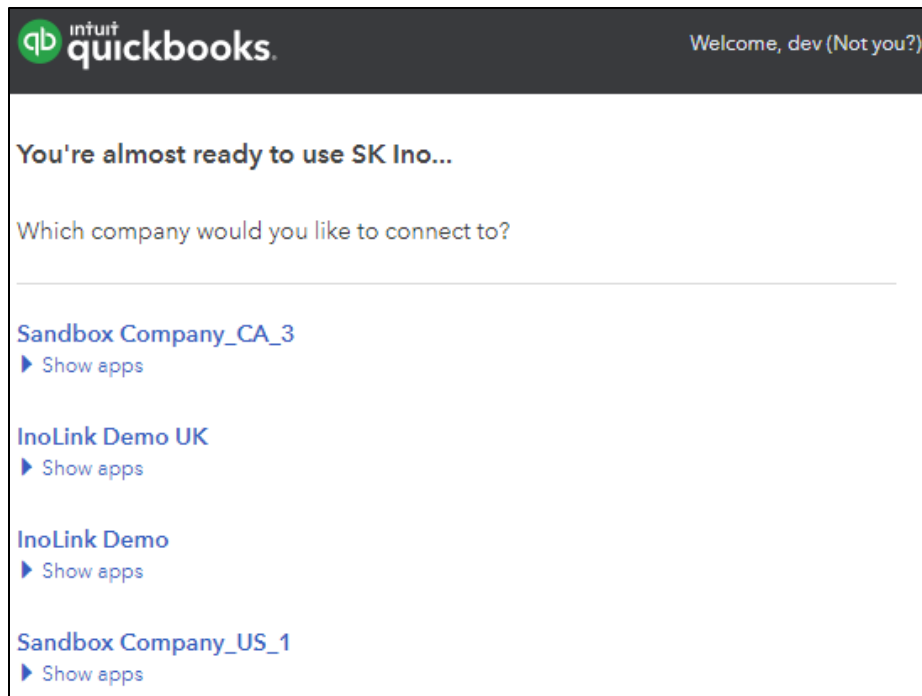 qb intuit quickbooks.
Welcome, dev (Not you?)
You're almost ready to use SK Ino...
Which company would you like to connect to?
Sandbox Company_CA_3
Show apps
InoLink Demo UK
Show apps
InoLink Demo
Show apps
Sandbox Company_US_1
Show apps